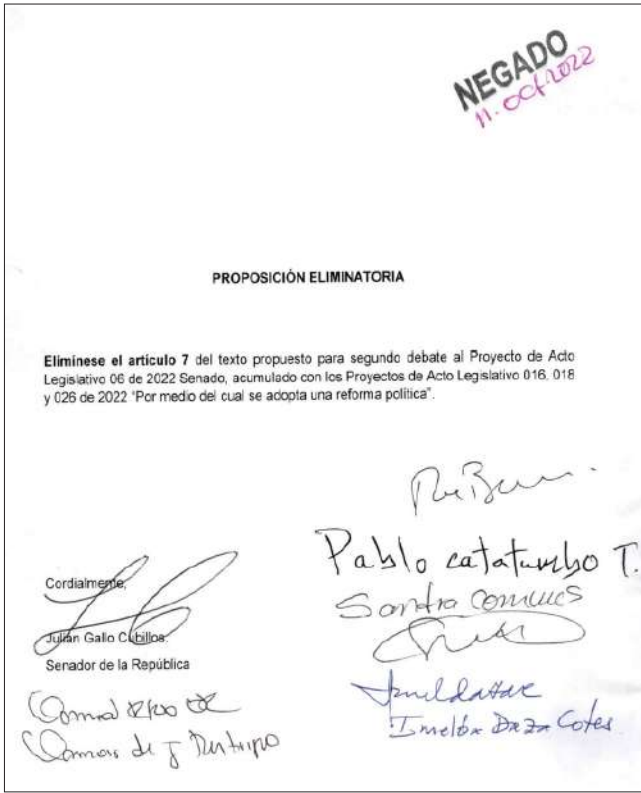 NEGADO
11. Oct 2022
PROPOSICIÓN ELIMINATORIA
Elimínese el artículo 7 del texto propuesto para segundo debate al Proyecto de Acto
Legislativo 06 de 2022 Senado, acumulado con los Proyectos de Acto Legislativo 016, 018
y 026 de 2022 "Por medio del cual se adopta una reforma política".
Pablo catatumbo T.
Cordialmente,
Sandra
Julián Gallo Cubillos
Senador de la República
Imelda Daza Cotes